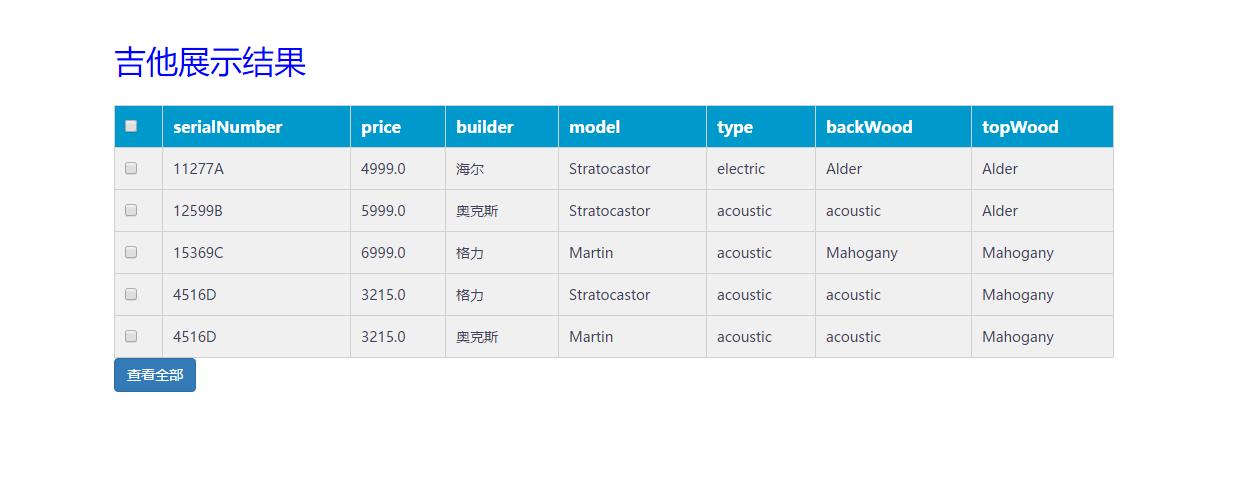 吉他展示结果
serialNumber price builder model type backWood topWood
11277A 4999.0 海尔 Stratocastor electric Alder Alder
12599B 5999.0 奥克斯 Stratocastor acoustic acoustic Alder
15369C 6999.0 格力 Martin acoustic Mahogany Mahogany
4516D 3215.0 格力 Stratocastor acoustic acoustic Mahogany
4516D 3215.0 奥克斯 Martin acoustic acoustic Mahogany
查看全部